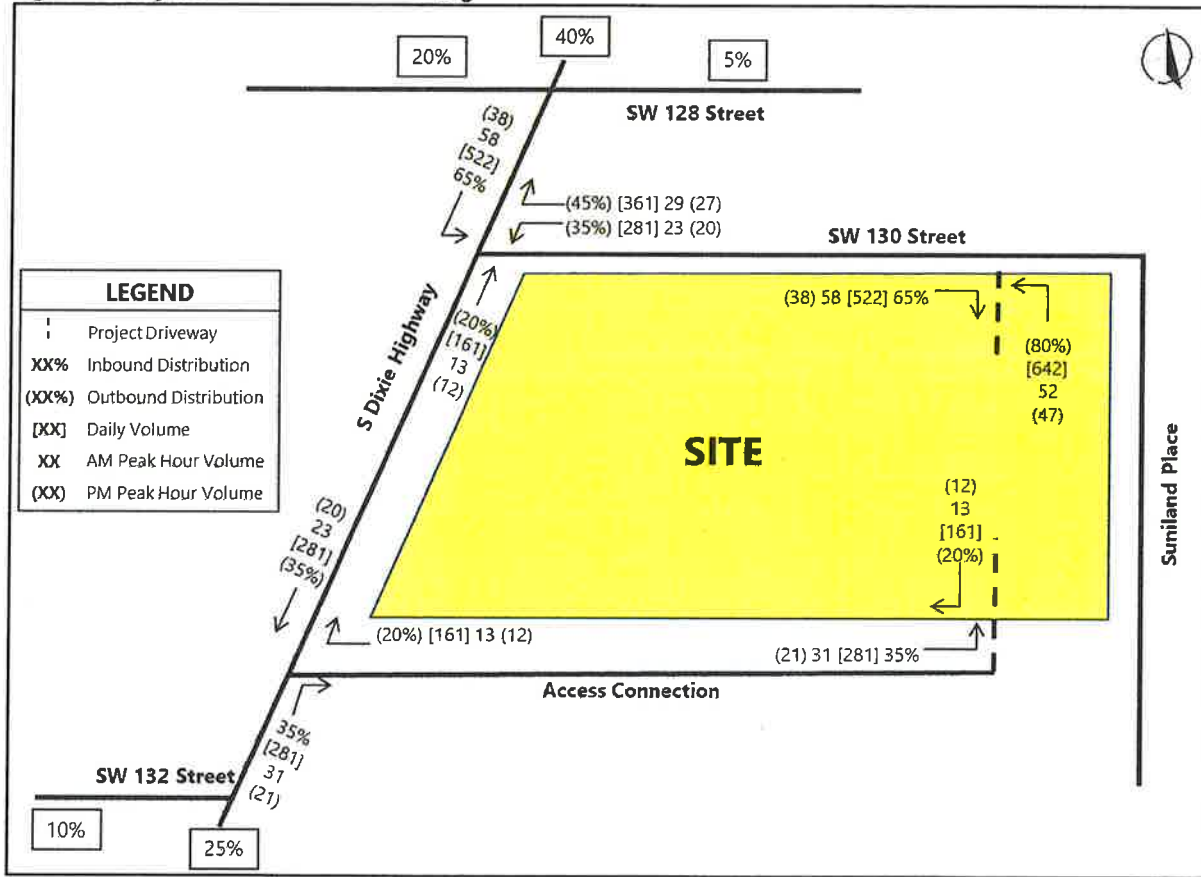 40%
20%
5%
SW 128 Street
(38)
58
[522]
65%
(45%) [361] 29 (27)
(35%) [281] 23 (20)
SW 130 Street
LEGEND
Project Driveway
XX% Inbound Distribution
(XX%) Outbound Distribution
[XX] Daily Volume
XX AM Peak Hour Volume
(XX) PM Peak Hour Volume
S Dixie Highway
(20%)
[161]
13
(12)
(38) 58 [522] 65%
(80%)
[642]
52
(47)
SITE
Suniland Place
(12)
13
[161]
(20%)
(20)
23
[281]
(35%)
(20%) [161] 13 (12)
(21) 31 [281] 35%
Access Connection
35%
[281]
31
(21)
SW 132 Street
10%
25%